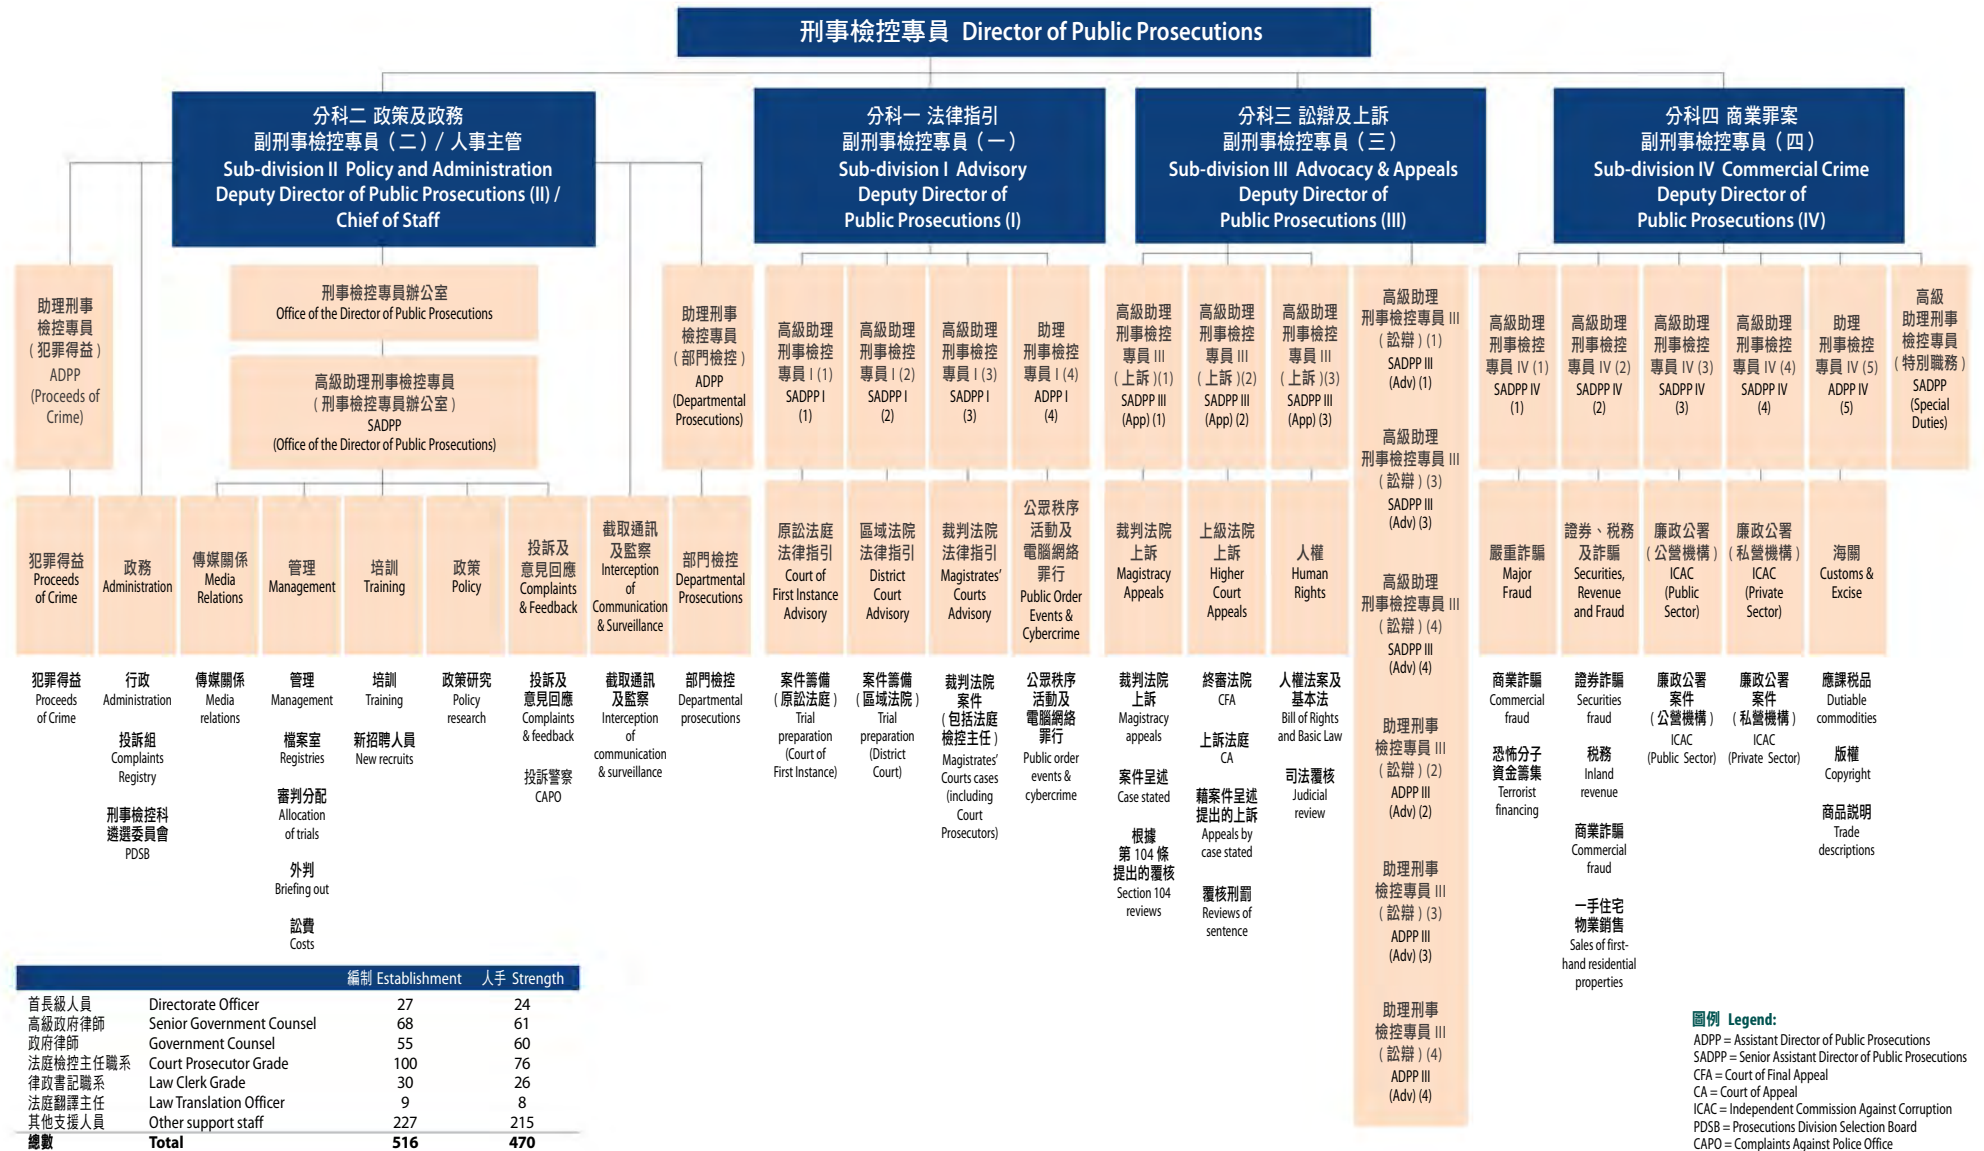 刑事檢控專員 Director of Public Prosecutions
分科二 政策及政務
副刑事檢控專員（二）/ 人事主管
Sub-division II Policy and Administration
Deputy Director of Public Prosecutions (II) /
Chief of Staff
分科一 法律指引
副刑事檢控專員（一）
Sub-division I Advisory
Deputy Director of
Public Prosecutions (I)
分科三 訟辯及上訴
副刑事檢控專員（三）
Sub-division III Advocacy & Appeals
Deputy Director of
Public Prosecutions (III)
分科四 商業罪案
副刑事檢控專員（四）
Sub-division IV Commercial Crime
Deputy Director of
Public Prosecutions (IV)
助理刑事
檢控專員
（犯罪得益）
ADPP
(Proceeds of
Crime)
刑事檢控專員辦公室
Office of the Director of Public Prosecutions
高級助理刑事檢控專員
（刑事檢控專員辦公室）
SADPP
(Office of the Director of Public Prosecutions)
助理刑事
檢控專員
（部門檢控）
ADPP
(Departmental
Prosecutions)
高級助理
刑事檢控
專員 I (1)
SADPP I
(1)
高級助理
刑事檢控
專員 I (2)
SADPP I
(2)
高級助理
刑事檢控
專員 I (3)
SADPP I
(3)
助理
刑事檢控
專員 I (4)
ADPP I
(4)
高級助理
刑事檢控
專員 III
（上訴）(1)
SADPP III
(App) (1)
高級助理
刑事檢控
專員 III
（上訴）(2)
SADPP III
(App) (2)
高級助理
刑事檢控
專員 III
（上訴）(3)
SADPP III
(App) (3)
高級助理
刑事檢控專員 III
（訟辯）(1)
SADPP III
(Adv) (1)
高級助理
刑事檢控專員 III
（訟辯）(3)
SADPP III
(Adv) (3)
高級助理
刑事檢控專員 III
（訟辯）(4)
SADPP III
(Adv) (4)
助理刑事
檢控專員 III
（訟辯）(2)
ADPP III
(Adv) (2)
助理刑事
檢控專員 III
（訟辯）(3)
ADPP III
(Adv) (3)
助理刑事
檢控專員 III
（訟辯）(4)
ADPP III
(Adv) (4)
高級助理
刑事檢控
專員 IV (1)
SADPP IV
(1)
高級助理
刑事檢控
專員 IV (2)
SADPP IV
(2)
高級助理
刑事檢控
專員 IV (3)
SADPP IV
(3)
高級助理
刑事檢控
專員 IV (4)
SADPP IV
(4)
助理
刑事檢控
專員 IV (5)
ADPP IV
(5)
高級
助理刑事
檢控專員
（特別職務）
SADPP
(Special
Duties)
犯罪得益
Proceeds
of Crime
政務
Administration
傳媒關係
Media
Relations
管理
Management
培訓
Training
政策
Policy
投訴及
意見回應
Complaints
& Feedback
截取通訊
及監察
Interception
of
Communication
& Surveillance
部門檢控
Departmental
Prosecutions
原訟法庭
法律指引
Court of
First Instance
Advisory
區域法院
法律指引
District
Court
Advisory
裁判法院
法律指引
Magistrates’
Courts
Advisory
公眾秩序
活動及
電腦網絡
罪行
Public Order
Events &
Cybercrime
裁判法院
上訴
Magistracy
Appeals
上級法院
上訴
Higher
Court
Appeals
人權
Human
Rights
嚴重詐騙
Major
Fraud
證券、稅務
及詐騙
Securities,
Revenue
and Fraud
廉政公署
（公營機構）
ICAC
(Public
Sector)
廉政公署
（私營機構）
ICAC
(Private
Sector)
海關
Customs &
Excise
犯罪得益
Proceeds
of Crime
行政
Administration
投訴組
Complaints
Registry
刑事檢控科
遴選委員會
PDSB
傳媒關係
Media
relations
管理
Management
檔案室
Registries
審判分配
Allocation
of trials
外判
Briefing out
訟費
Costs
培訓
Training
新招聘人員
New recruits
政策研究
Policy
research
投訴及
意見回應
Complaints
& feedback
投訴警察
CAPO
截取通訊
及監察
Interception
of
communication
& surveillance
部門檢控
Departmental
prosecutions
案件籌備
（原訟法庭）
Trial
preparation
(Court of
First Instance)
案件籌備
（區域法院）
Trial
preparation
(District
Court)
裁判法院
案件
（包括法庭
檢控主任）
Magistrates’
Courts cases
(including
Court
Prosecutors)
公眾秩序
活動及
電腦網絡
罪行
Public order
events &
cybercrime
裁判法院
上訴
Magistracy
appeals
案件呈述
Case stated
根據
第 104 條
提出的覆核
Section 104
reviews
終審法院
CFA
上訴法庭
CA
藉案件呈述
提出的上訴
Appeals by
case stated
覆核刑罰
Reviews of
sentence
人權法案及
基本法
Bill of Rights
and Basic Law
司法覆核
Judicial
review
商業詐騙
Commercial
fraud
恐怖分子
資金籌集
Terrorist
financing
證券詐騙
Securities
fraud
稅務
Inland
revenue
商業詐騙
Commercial
fraud
一手住宅
物業銷售
Sales of first-
hand residential
properties
廉政公署
案件
（公營機構）
ICAC
(Public Sector)
廉政公署
案件
（私營機構）
ICAC
(Private Sector)
應課稅品
Dutiable
commodities
版權
Copyright
商品說明
Trade
descriptions
編制 Establishment 人手 Strength
首長級人員 Directorate Officer 27 24
高級政府律師 Senior Government Counsel 68 61
政府律師 Government Counsel 55 60
法庭檢控主任職系 Court Prosecutor Grade 100 76
律政書記職系 Law Clerk Grade 30 26
法庭翻譯主任 Law Translation Officer 9 8
其他支援人員 Other support staff 227 215
總數 Total 516 470
圖例 Legend:
ADPP = Assistant Director of Public Prosecutions
SADPP = Senior Assistant Director of Public Prosecutions
CFA = Court of Final Appeal
CA = Court of Appeal
ICAC = Independent Commission Against Corruption
PDSB = Prosecutions Division Selection Board
CAPO = Complaints Against Police Office